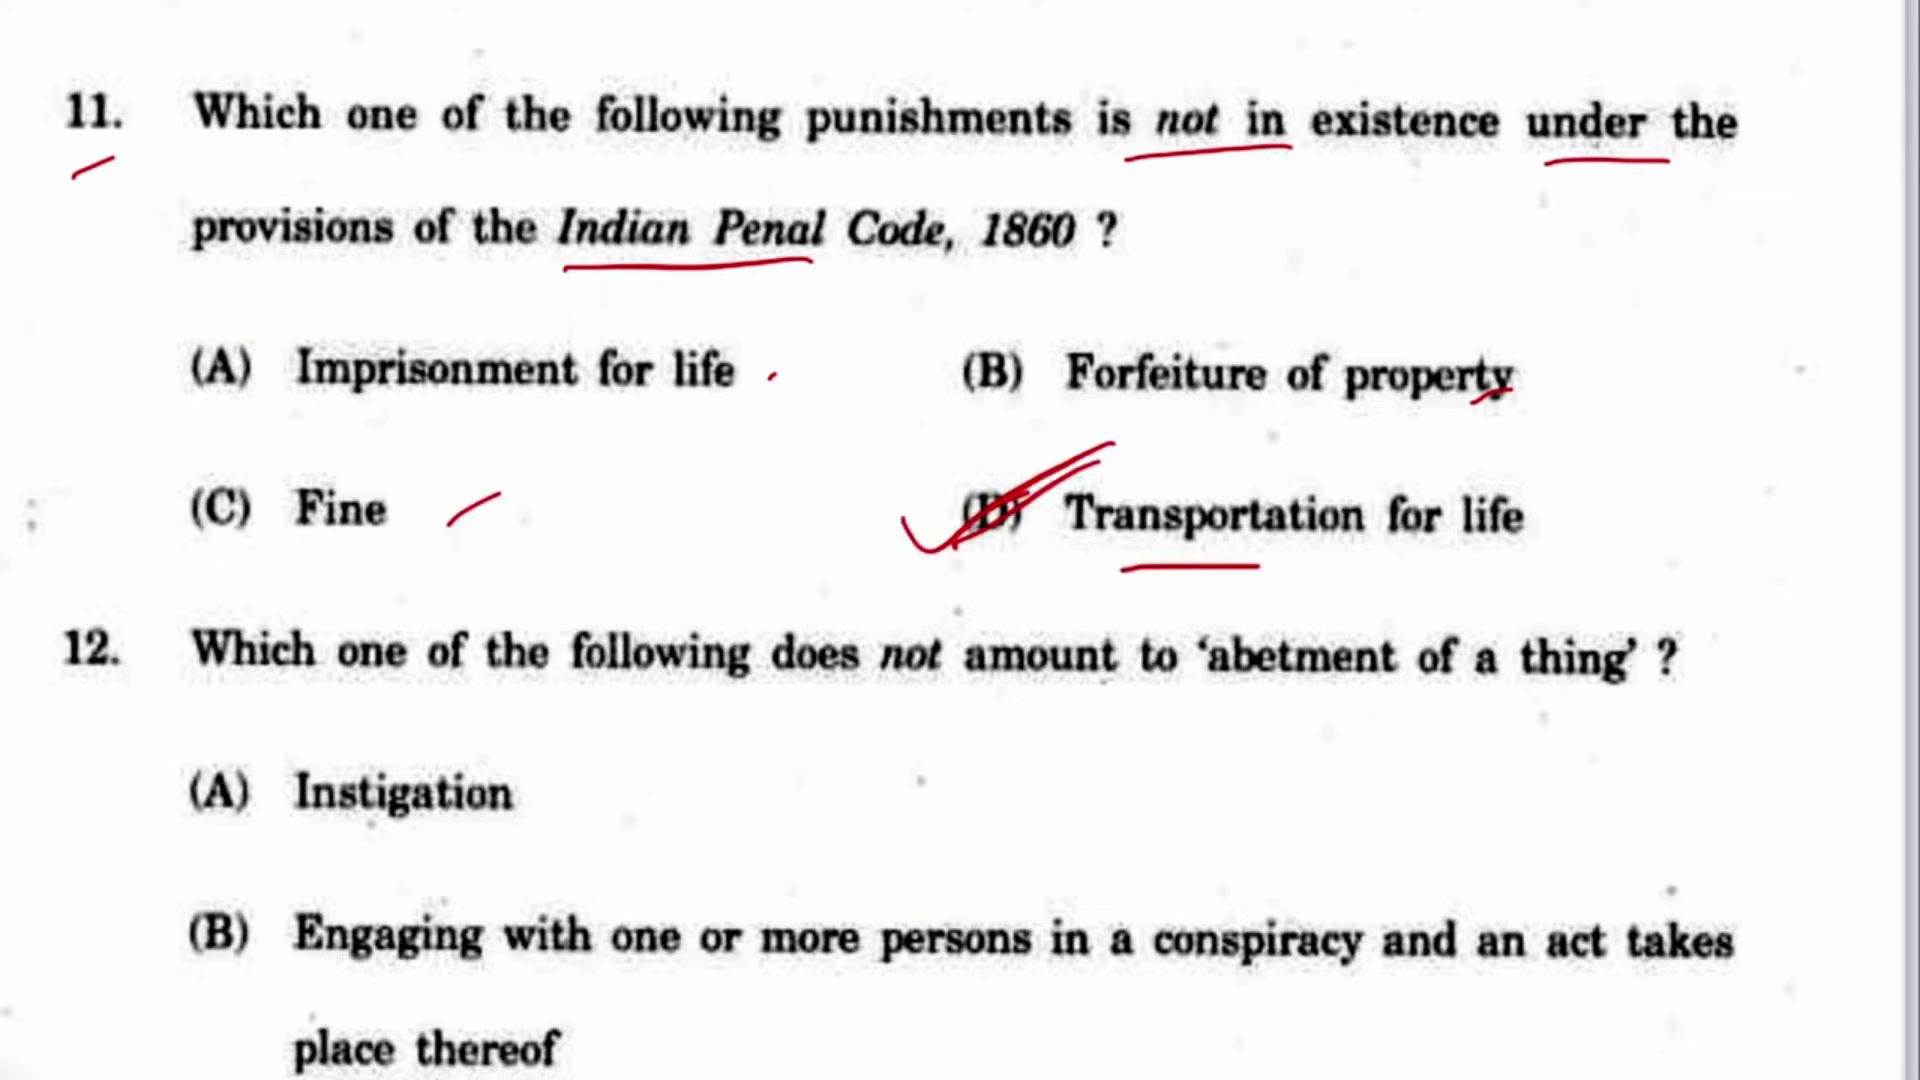 11. Which one of the following punishments is not in existence under the
provisions of the Indian Penal Code, 1860 ?
(A) Imprisonment for life (B) Forfeiture of property
(C) Fine (D) Transportation for life
12. Which one of the following does not amount to ‘abetment of a thing’ ?
(A) Instigation
(B) Engaging with one or more persons in a conspiracy and an act takes
place thereof